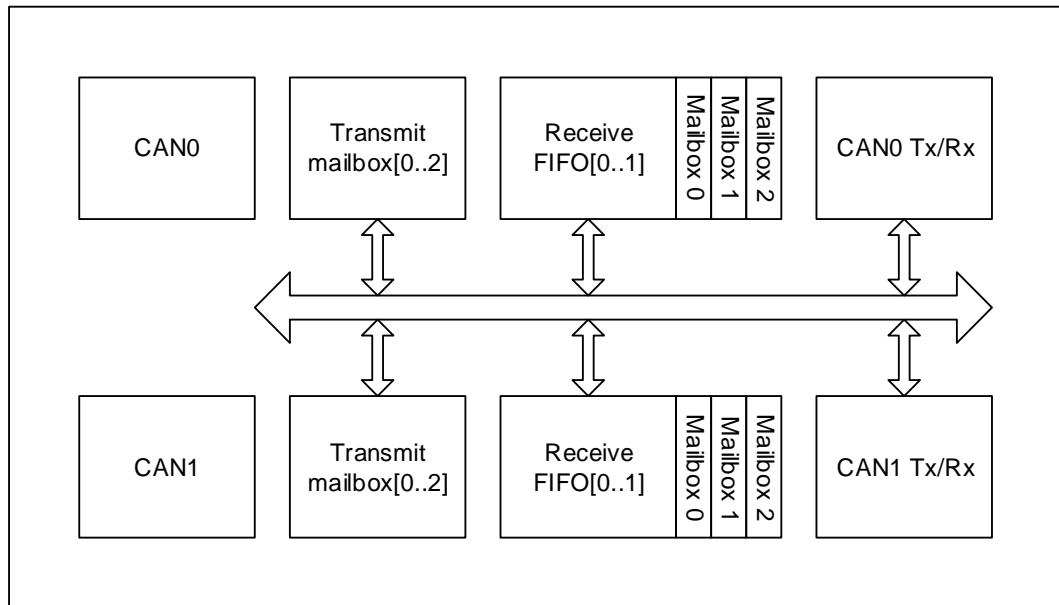 CAN0
Transmit
mailbox[0..2]
Receive
FIFO[0..1]
Mailbox 0
Mailbox 1
Mailbox 2
CAN0 Tx/Rx
CAN1
Transmit
mailbox[0..2]
Receive
FIFO[0..1]
Mailbox 0
Mailbox 1
Mailbox 2
CAN1 Tx/Rx